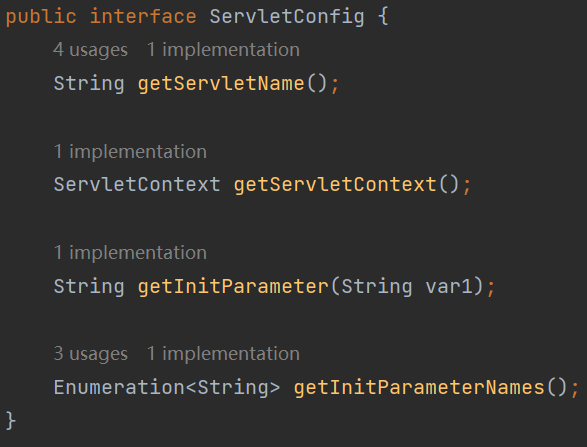 public interface ServletConfig {
4 usages   1 implementation
String getServletName();
1 implementation
ServletContext getServletContext();
1 implementation
String getInitParameter(String var1);
3 usages   1 implementation
Enumeration<String> getInitParameterNames();
}